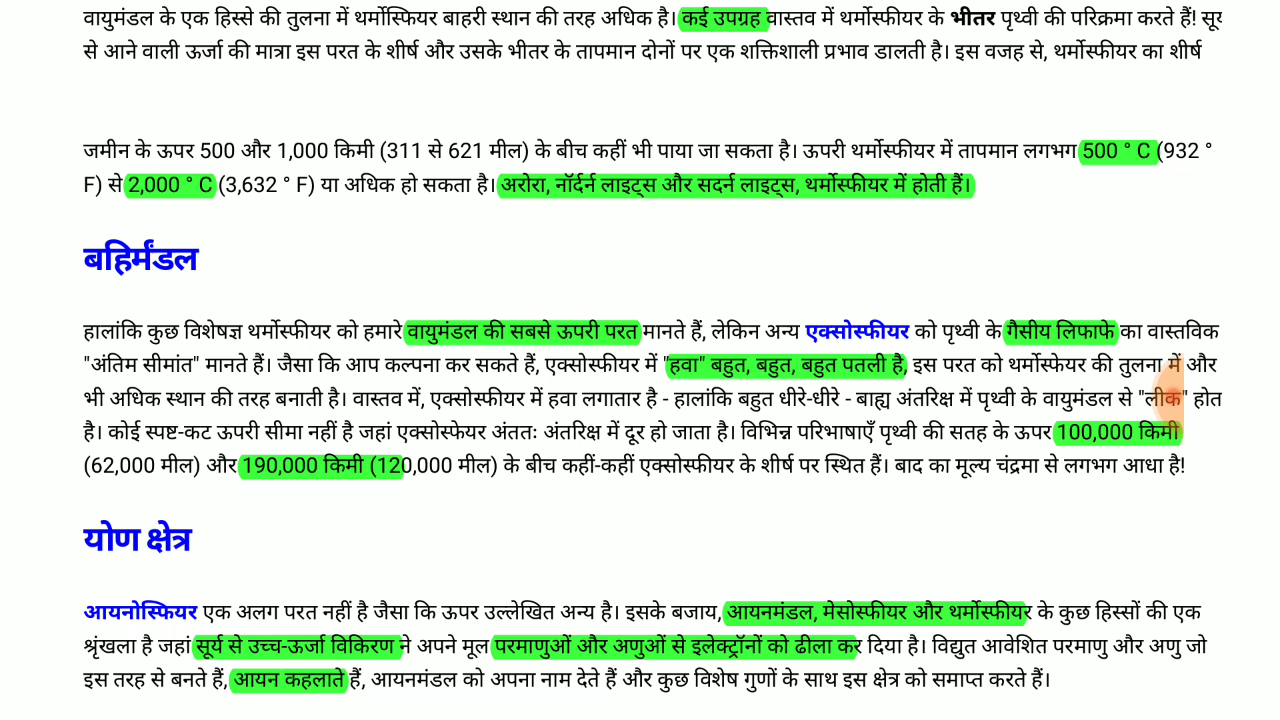 वायुमंडल के एक हिस्से की तुलना में थर्मोस्फियर बाहरी स्थान की तरह अधिक है। कई उपग्रह वास्तव में थर्मोस्फीयर के भीतर पृथ्वी की परिक्रमा करते हैं!
से आने वाली ऊर्जा की मात्रा इस परत के शीर्ष और उसके भीतर के तापमान दोनों पर एक शक्तिशाली प्रभाव डालती है। इस वजह से, थर्मोस्फीयर का शीर्ष
जमीन के ऊपर 500 और 1,000 किमी (311 से 621 मील) के बीच कहीं भी पाया जा सकता है। ऊपरी थर्मोस्फीयर में तापमान लगभग 500 ° C (932 °
F) से 2,000 ° C (3,632 ° F) या अधिक हो सकता है। अरोरा, नॉर्दर्न लाइट्स और सदर्न लाइट्स, थर्मोस्फीयर में होती हैं।
बहिर्मंडल
हालांकि कुछ विशेषज्ञ थर्मोस्फीयर को हमारे वायुमंडल की सबसे ऊपरी परत मानते हैं, लेकिन अन्य एक्सोस्फीयर को पृथ्वी के गैसीय लिफाफे का वास्तविक
"अंतिम सीमांत" मानते हैं। जैसा कि आप कल्पना कर सकते हैं, एक्सोस्फीयर में "हवा" बहुत, बहुत, बहुत पतली है, इस परत को थर्मोस्फेयर की तुलना में और
भी अधिक स्थान की तरह बनाती है। वास्तव में, एक्सोस्फीयर में हवा लगातार है - हालांकि बहुत धीरे-धीरे - बाह्य अंतरिक्ष में पृथ्वी के वायुमंडल से "लीक" होत
है। कोई स्पष्ट-कट ऊपरी सीमा नहीं है जहां एक्सोस्फेयर अंततः अंतरिक्ष में दूर हो जाता है। विभिन्न परिभाषाएँ पृथ्वी की सतह के ऊपर 100,000 किमी
(62,000 मील) और 190,000 किमी (120,000 मील) के बीच कहीं-कहीं एक्सोस्फीयर के शीर्ष पर स्थित हैं। बाद का मूल्य चंद्रमा से लगभग आधा है!
योण क्षेत्र
आयनोस्फियर एक अलग परत नहीं है जैसा कि ऊपर उल्लेखित अन्य है। इसके बजाय, आयनमंडल, मेसोस्फीयर और थर्मोस्फीयर के कुछ हिस्सों की एक
श्रृंखला है जहां सूर्य से उच्च-ऊर्जा विकिरण ने अपने मूल परमाणुओं और अणुओं से इलेक्ट्रॉनों को ढीला कर दिया है। विद्युत आवेशित परमाणु और अणु जो
इस तरह से बनते हैं, आयन कहलाते हैं, आयनमंडल को अपना नाम देते हैं और कुछ विशेष गुणों के साथ इस क्षेत्र को समाप्त करते हैं।